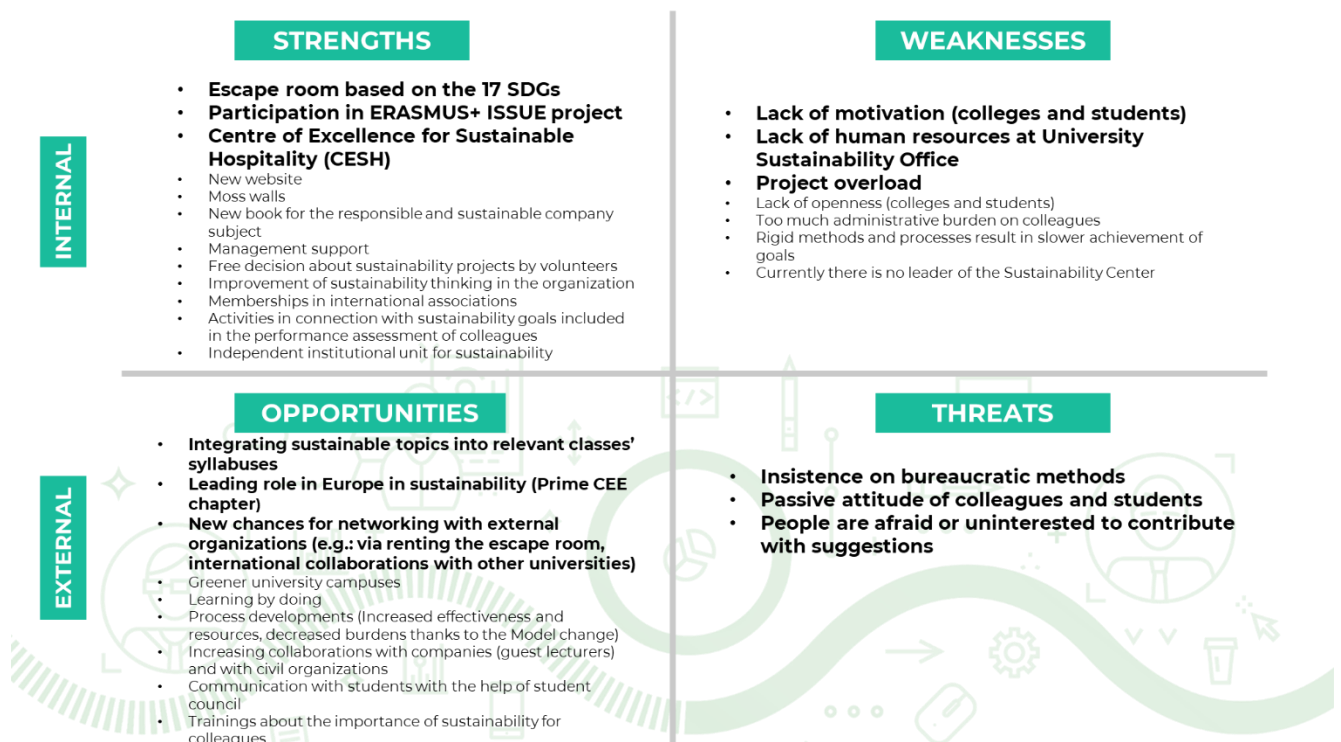 STRENGTHS
• Escape room based on the 17 SDGs
• Participation in ERASMUS+ ISSUE project
• Centre of Excellence for Sustainable
Hospitality (CESH)
• New website
• Moss walls
• New book for the responsible and sustainable company
subject
• Management support
• Free decision about sustainability projects by volunteers
• Improvement of sustainability thinking in the organization
• Memberships in international associations
• Activities in connection with sustainability goals included
in the performance assessment of colleagues
• Independent institutional unit for sustainability
WEAKNESSES
• Lack of motivation (colleges and students)
• Lack of human resources at University
Sustainability Office
• Project overload
• Lack of openness (colleges and students)
• Too much administrative burden on colleagues
• Rigid methods and processes result in slower achievement of
goals
• Currently there is no leader of the Sustainability Center
INTERNAL
OPPORTUNITIES
• Integrating sustainable topics into relevant classes’
syllabuses
• Leading role in Europe in sustainability (Prime CEE
chapter)
• New chances for networking with external
organizations (e.g.: via renting the escape room,
international collaborations with other universities)
• Greener university campuses
• Learning by doing
• Process developments (Increased effectiveness and
resources, decreased burdens thanks to the Model change)
• Increasing collaborations with companies (guest lecturers)
and with civil organizations
• Communication with students with the help of student
council
• Trainings about the importance of sustainability for
colleagues
THREATS
• Insistence on bureaucratic methods
• Passive attitude of colleagues and students
• People are afraid or uninterested to contribute
with suggestions
EXTERNAL